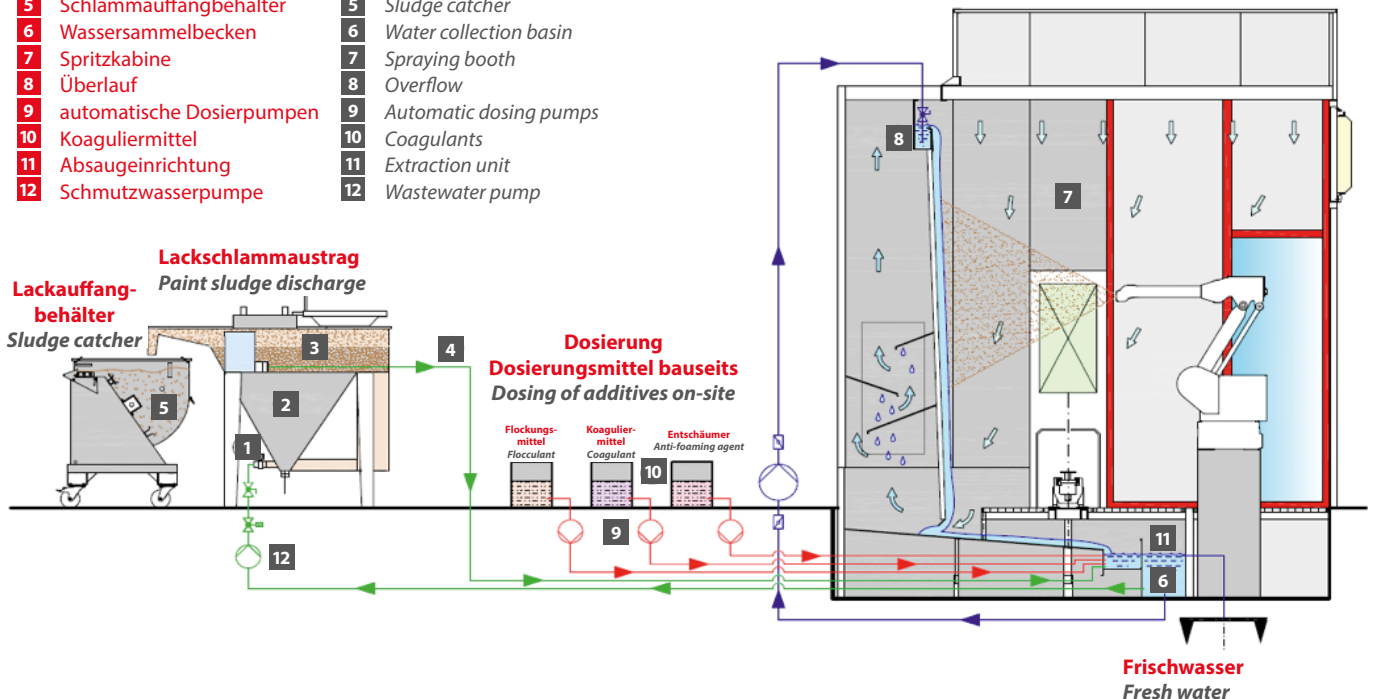 5 Schlammauffangbehälter
6 Wassersammelbecken
7 Spritzkabine
8 Überlauf
9 automatische Dosierpumpen
10 Koaguliermittel
11 Absaugeinrichtung
12 Schmutzwasserpumpe
5 Sludge catcher
6 Water collection basin
7 Spraying booth
8 Overflow
9 Automatic dosing pumps
10 Coagulants
11 Extraction unit
12 Wastewater pump
Lackschlammaustrag
Paint sludge discharge
Lackauffang-
behälter
Sludge catcher
3
4
5
2
1
12
Dosierung
Dosierungsmittel bauseits
Dosing of additives on-site
Flockungs-
mittel
Flocculant
Koagulier-
mittel
Coagulant
Entschäumer
Anti-foaming agent
10
9
8
7
11
6
Frischwasser
Fresh water